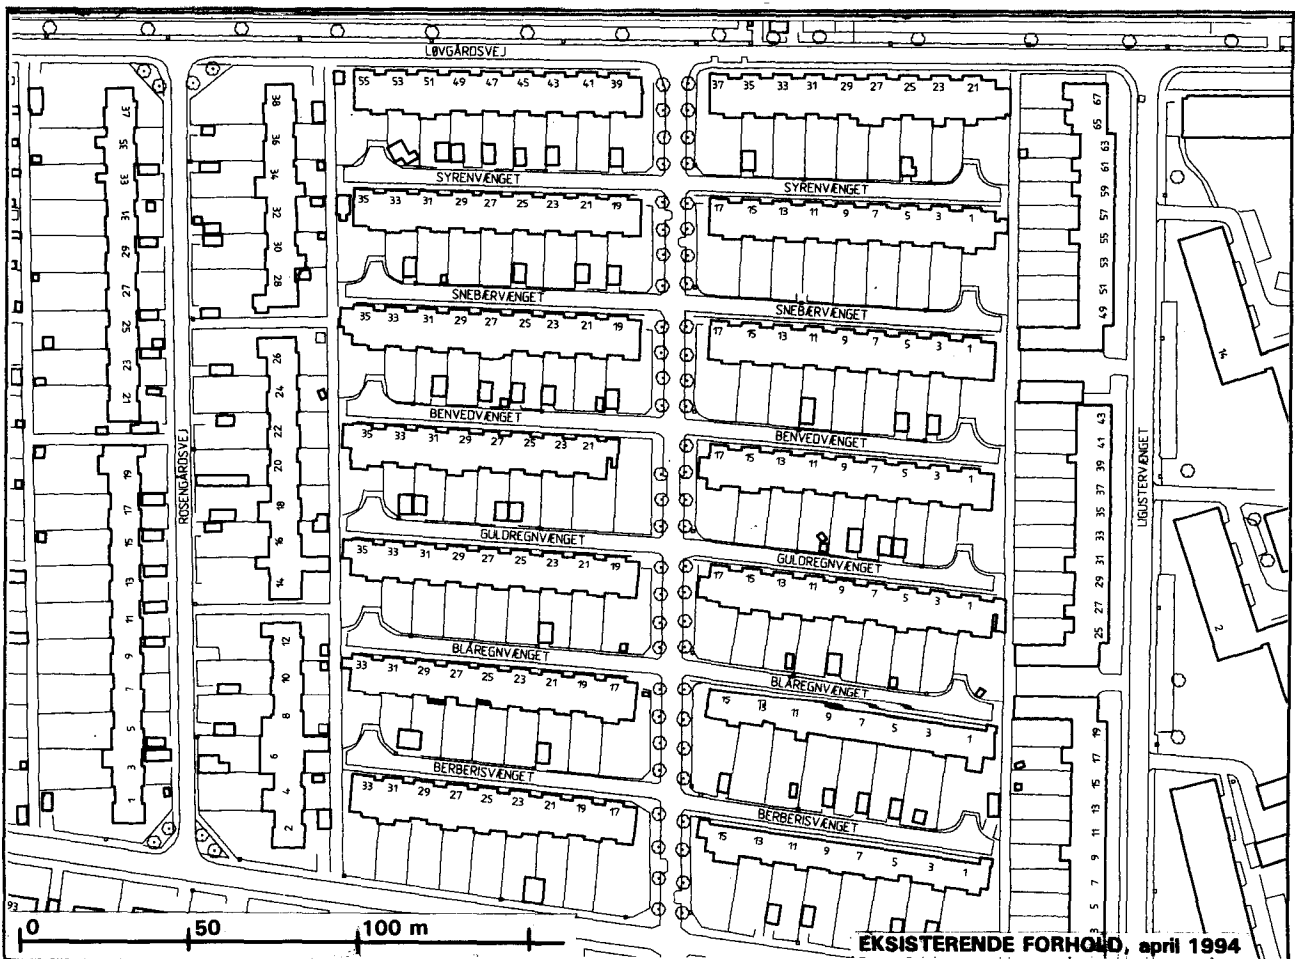 LØVGÅRDSVEJ
55 53 51 49 47 45 43 41 39
37 35 33 31 29 27 25 23 21
SYRENVÆNGET
SYRENVÆNGET
35 33 31 29 27 25 23 21 19
17 15 13 11 9 7 5 3 1
SNEBÆRVÆNGET
SNEBÆRVÆNGET
35 33 31 29 27 25 23 21 19
17 15 13 11 9 7 5 3 1
BENVEDVÆNGET
BENVEDVÆNGET
35 33 31 29 27 25 23 21
17 15 13 11 9 7 5 3 1
GULDREGNVÆNGET
GULDREGNVÆNGET
35 33 31 29 27 25 23 21 19
17 15 13 11 9 7 5 3 1
BLÅREGNVÆNGET
BLÅREGNVÆNGET
33 31 29 27 25 23 21 19 17
15 13 11 9 7 5 3 1
BERBERISVÆNGET
BERBERISVÆNGET
33 31 29 27 25 23 21 19 17
15 13 11 9 7 5 3 1
37 35 33 31 29 27 25 23 21
19 17 15 13 11 9 7 5 3 1
ROSENGÅRDSVEJ
38 36 34 32 30 28
26 24 22 20 18 16 14
12 10 8 6 4 2
67 65 63 61 59 57 55 53 51 49
43 41 39 37 35 33 31 29 27 25
19 17 15 13 11 9 7 5 3
LIGUSTERVÆNGET
14
2
93
0 50 100 m
EKSISTERENDE FORHOLD, april 1994